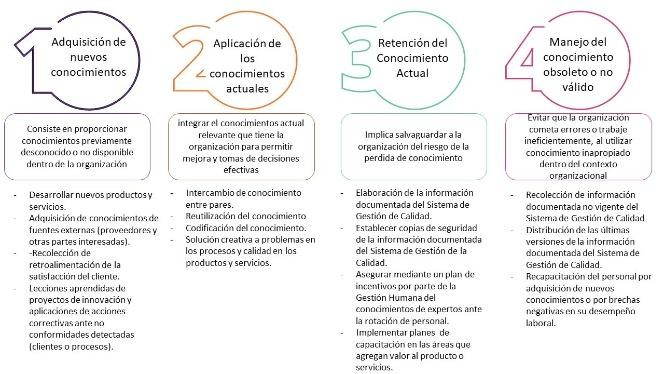 1
Adquisición de
nuevos
conocimientos
Consiste en proporcionar
conocimientos previamente
desconocido o no disponible
dentro de la organización
- Desarrollar nuevos productos y
servicios.
- Adquisición de conocimientos de
fuentes externas (proveedores y
otras partes interesadas).
- -Recolección de
retroalimentación de la
satisfacción del cliente.
- Lecciones aprendidas de
proyectos de innovación y
aplicaciones de acciones
correctivas ante no
conformidades detectadas
(clientes o procesos).
2
Aplicación de
los
conocimientos
actuales
integrar el conocimientos actual
relevante que tiene la
organización para permitir
mejora y tomas de decisiones
efectivas
- Intercambio de conocimiento
entre pares.
- Reutilización del conocimiento
- Codificación del conocimiento.
- Solución creativa a problemas en
los procesos y calidad en los
productos y servicios.
3
Retención del
Conocimiento
Actual
Implica salvaguardar a la
organización del riesgo de la
perdida de conocimiento
- Elaboración de la información
documentada del Sistema de
Gestión de Calidad.
- Establecer copias de seguridad
de la información documentada
del Sistema de Gestión de la
Calidad.
- Asegurar mediante un plan de
incentivos por parte de la
Gestión Humana del
conocimientos de expertos ante
la rotación de personal.
- Implementar planes de
capacitación en las áreas que
agregan valor al producto o
servicios.
4
Manejo del
conocimiento
obsoleto o no
válido
Evitar que la organización
cometa errores o trabaje
ineficientemente, al utilizar
conocimiento inapropiado
dentro del contexto
organizacional
- Recolección de información
documentada no vigente del
Sistema de Gestión de Calidad
- Distribución de las últimas
versiones de la información
documentada del Sistema de
Gestión de Calidad.
- Recapacitación del personal por
adquisición de nuevos
conocimientos o por brechas
negativas en su desempeño
laboral.